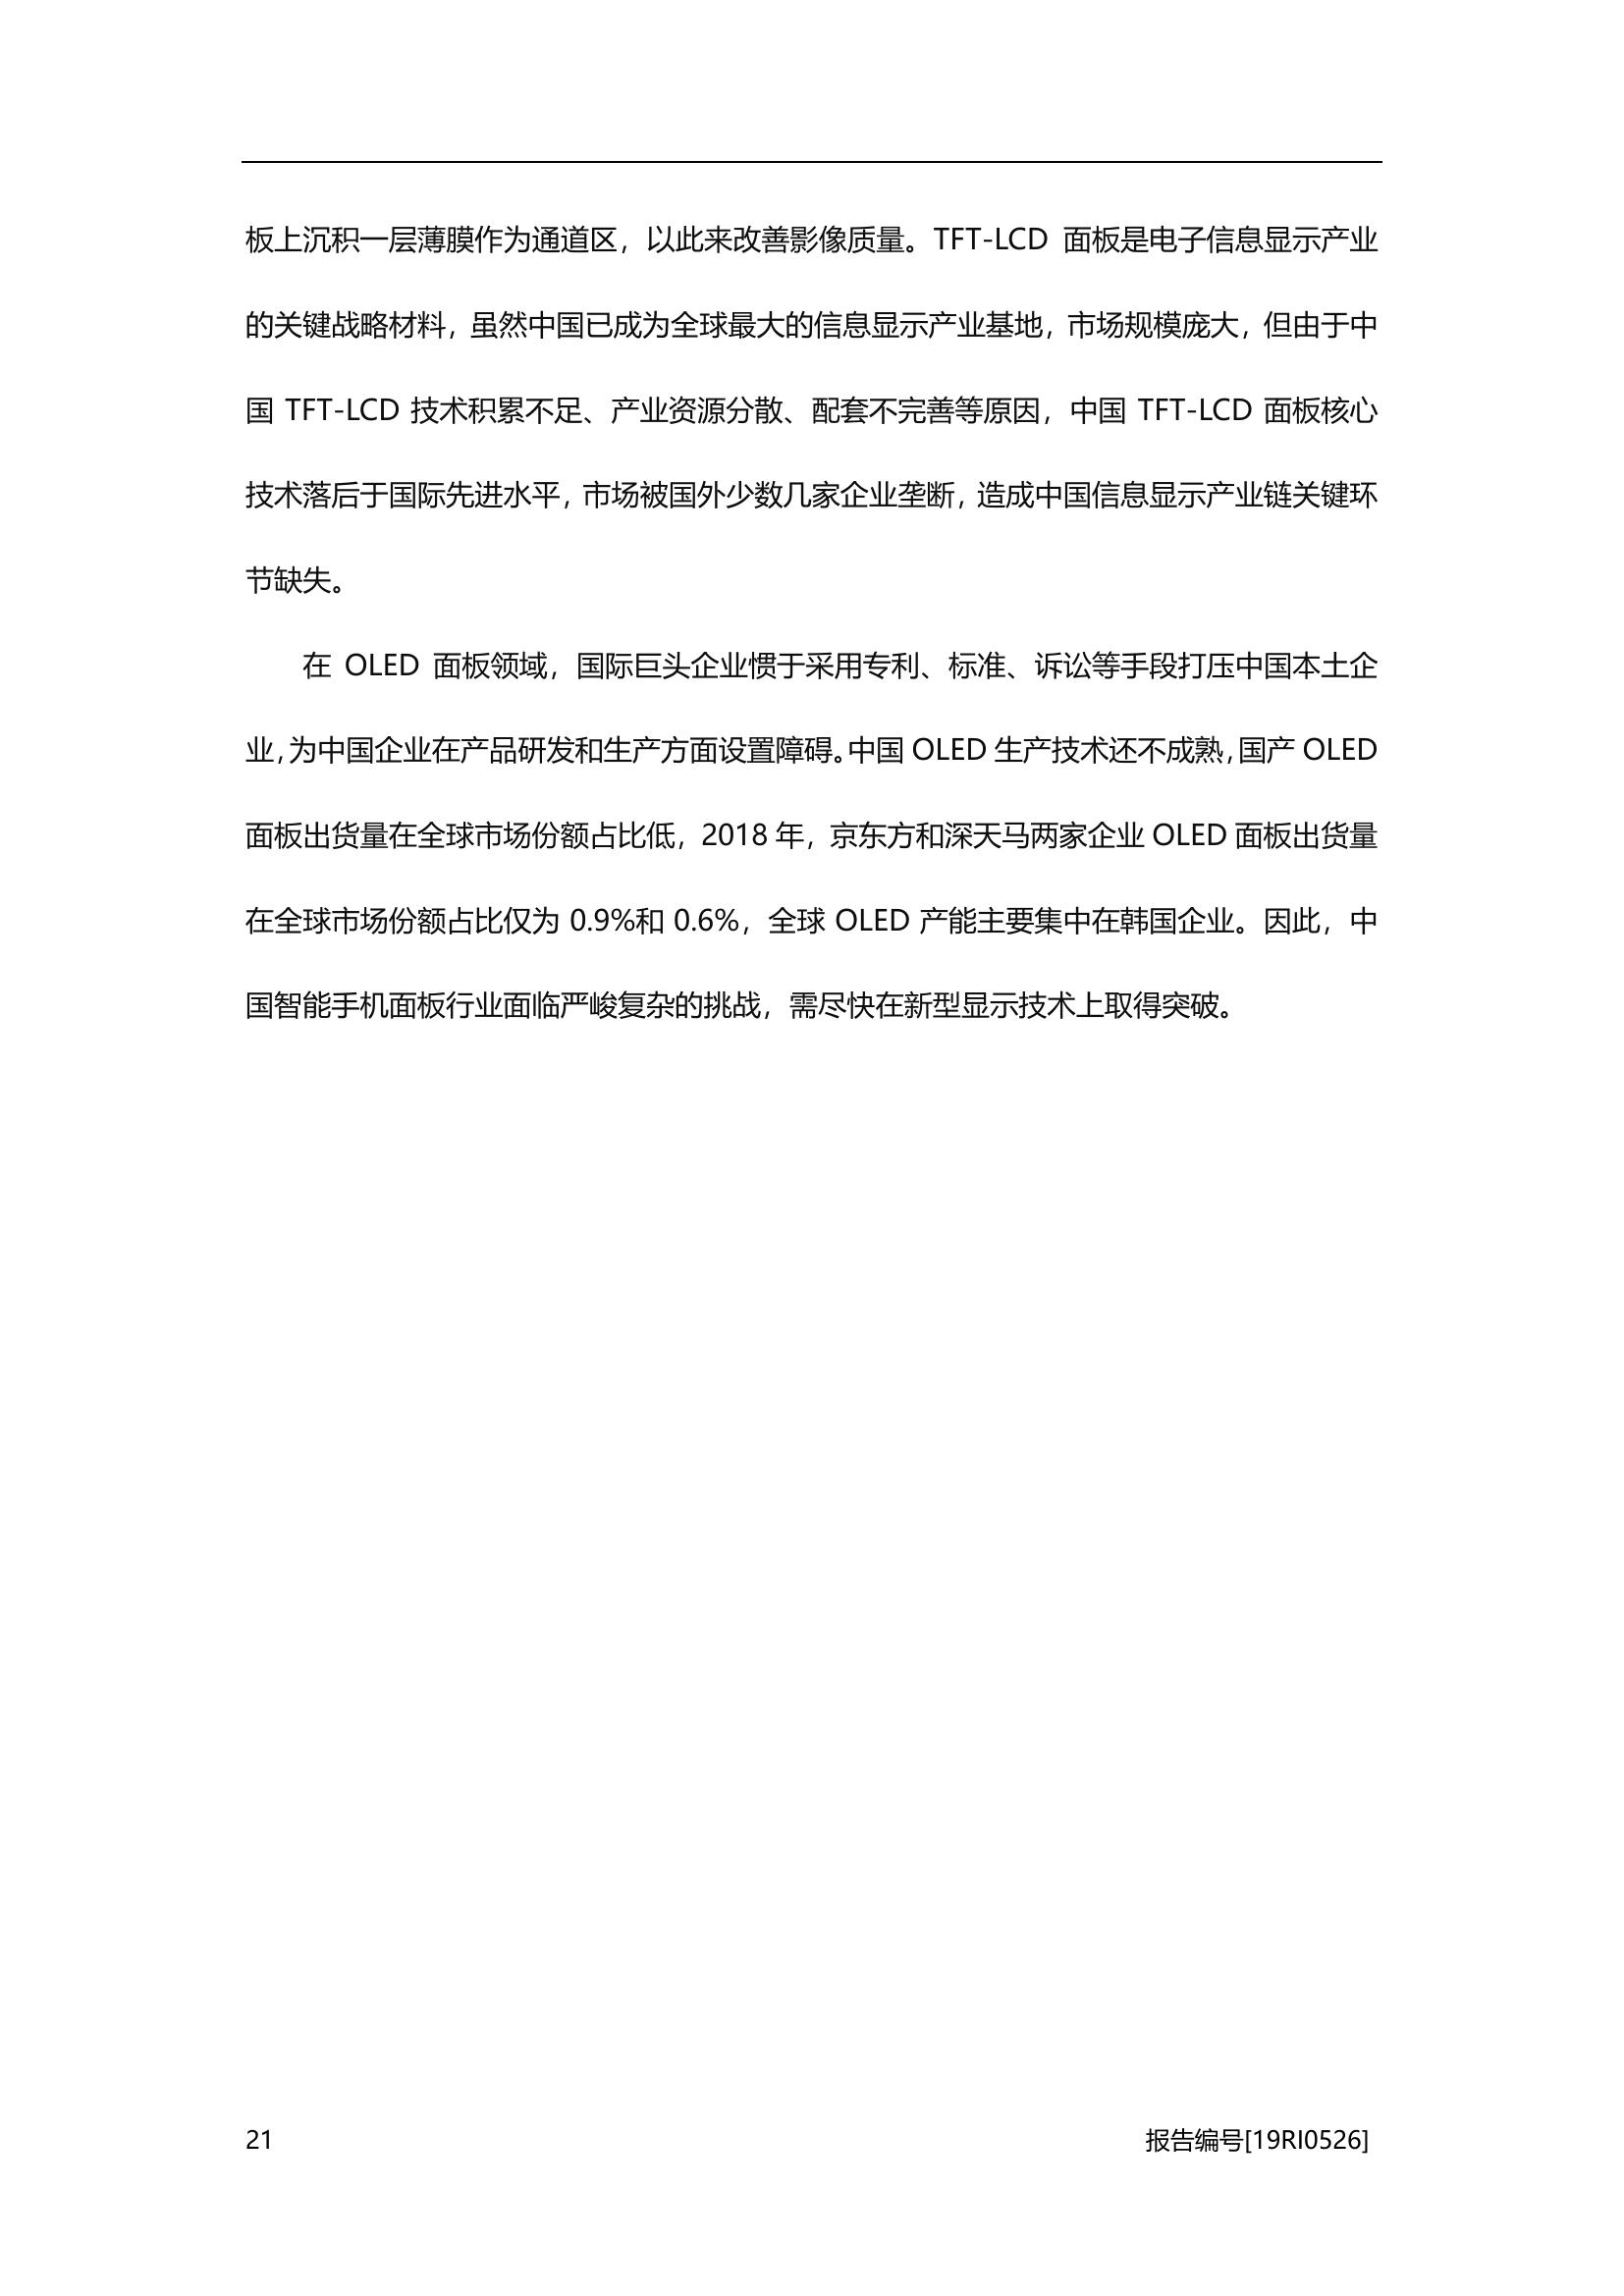 板上沉积一层薄膜作为通道区，以此来改善影像质量。TFT-LCD 面板是电子信息显示产业
的关键战略材料，虽然中国已成为全球最大的信息显示产业基地，市场规模庞大，但由于中
国 TFT-LCD 技术积累不足、产业资源分散、配套不完善等原因，中国 TFT-LCD 面板核心
技术落后于国际先进水平，市场被国外少数几家企业垄断，造成中国信息显示产业链关键环
节缺失。
在 OLED 面板领域，国际巨头企业惯于采用专利、标准、诉讼等手段打压中国本土企
业，为中国企业在产品研发和生产方面设置障碍。中国 OLED 生产技术还不成熟，国产 OLED
面板出货量在全球市场份额占比低，2018 年，京东方和深天马两家企业 OLED 面板出货量
在全球市场份额占比仅为 0.9%和 0.6%，全球 OLED 产能主要集中在韩国企业。因此，中
国智能手机面板行业面临严峻复杂的挑战，需尽快在新型显示技术上取得突破。
21 报告编号[19RI0526]